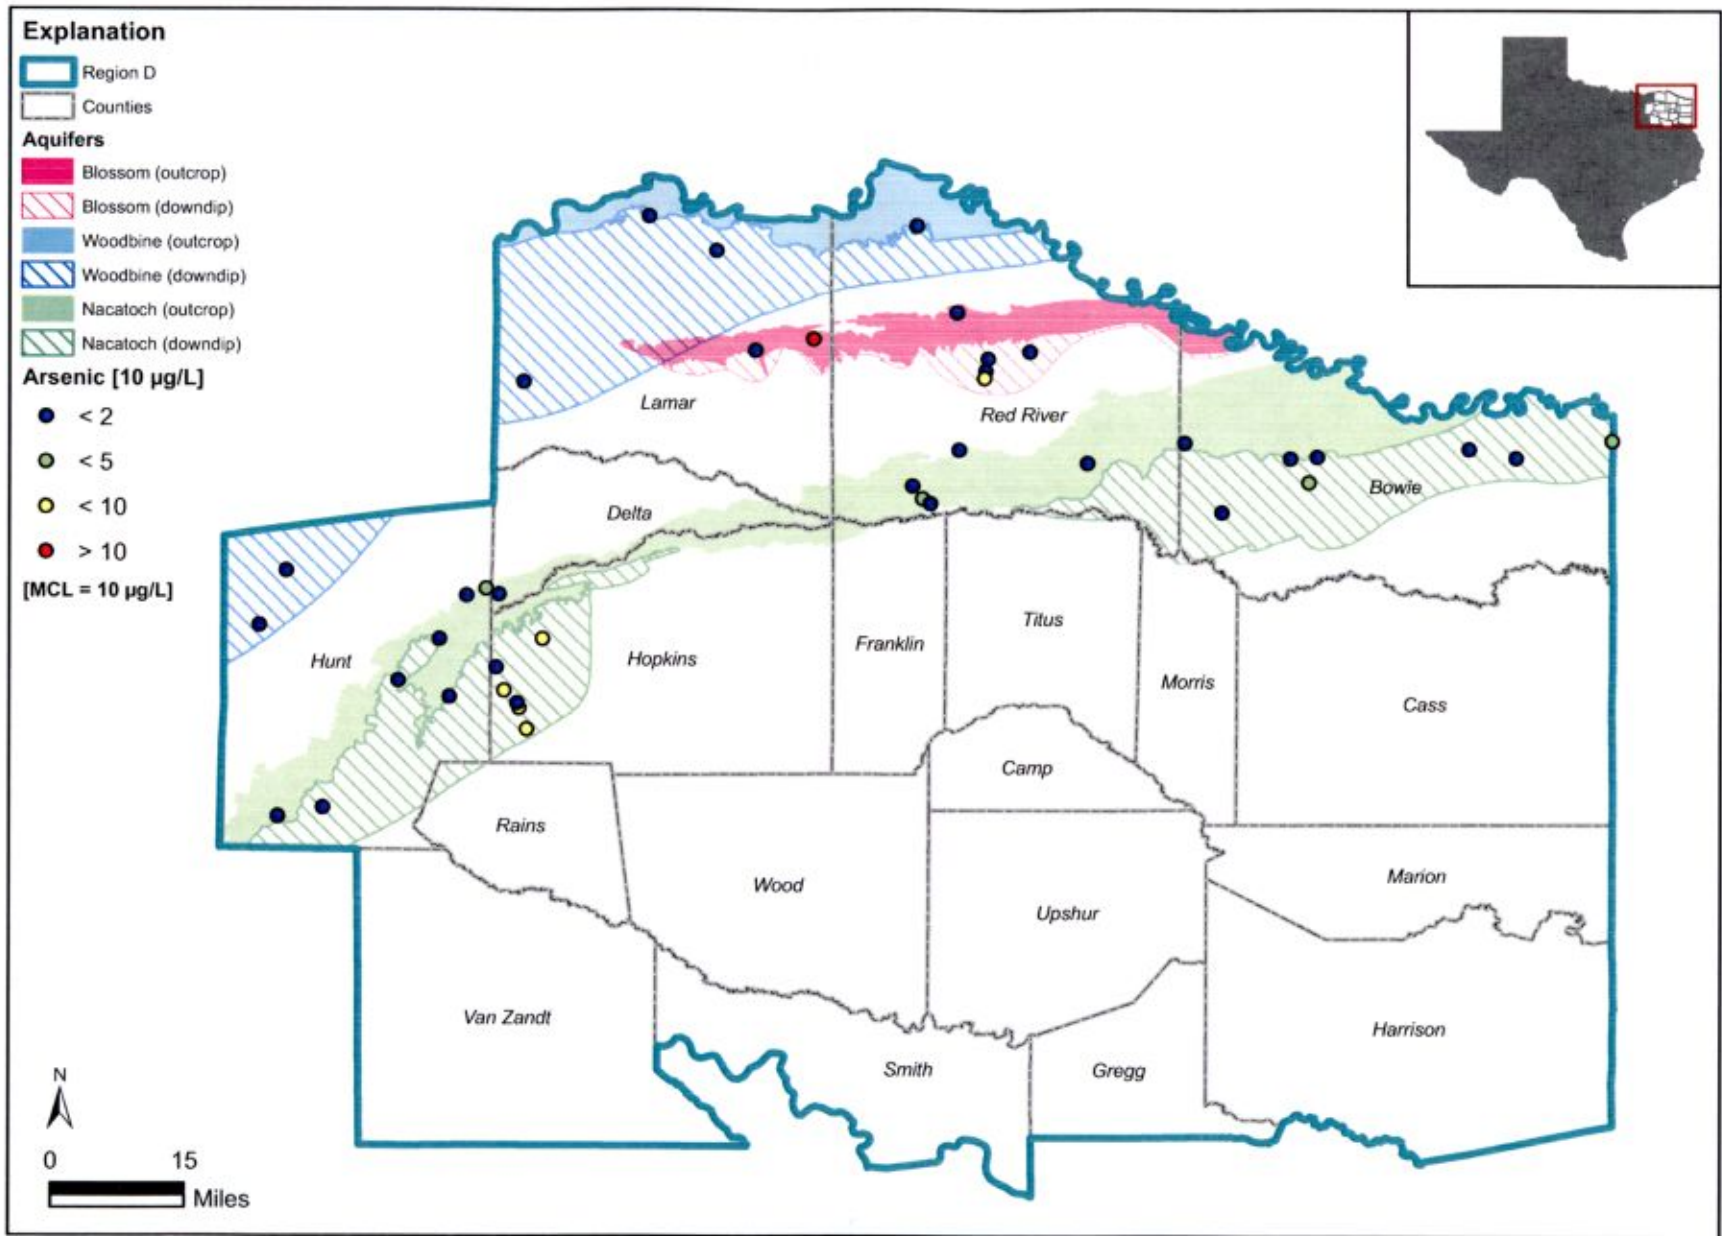 Explanation
Region D
Counties
Aquifers
Blossom (outcrop)
Blossom (downdip)
Woodbine (outcrop)
Woodbine (downdip)
Nacatoch (outcrop)
Nacatoch (downdip)
Arsenic [10 µg/L]
< 2
< 5
< 10
> 10
[MCL = 10 µg/L]
Lamar
Red River
Bowie
Delta
Hunt
Hopkins
Franklin
Titus
Morris
Cass
Camp
Rains
Wood
Upshur
Marion
Van Zandt
Smith
Gregg
Harrison
N
0 15
Miles